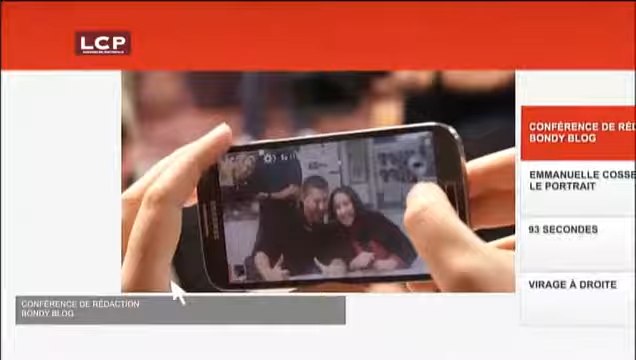 LCP
SAMSUNG
CONFÉRENCE DE RÉD
BONDY BLOG
EMMANUELLE COSSE
LE PORTRAIT
93 SECONDES
VIRAGE À DROITE
CONFÉRENCE DE RÉDACTION
BONDY BLOG